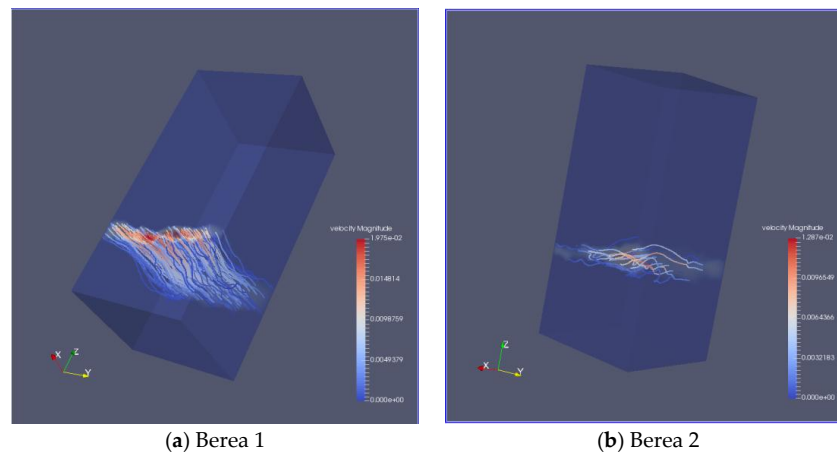 velocity Magnitude
1.975e-02
0.014814
0.0098759
0.0049379
0.000e+00
X
Z
Y
(a) Berea 1
velocity Magnitude
1.287e-02
0.0096549
0.0064366
0.0032183
0.000e+00
Z
X
Y
(b) Berea 2